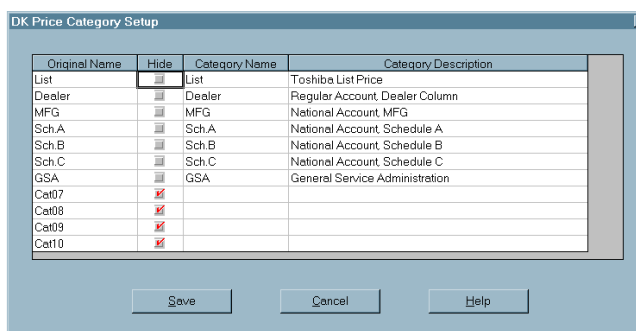 DK Price Category Setup
Original Name Hide Category Name Category Description
List List Toshiba List Price
Dealer Dealer Regular Account, Dealer Column
MFG MFG National Account, MFG
Sch.A Sch.A National Account, Schedule A
Sch.B Sch.B National Account, Schedule B
Sch.C Sch.C National Account, Schedule C
GSA GSA General Service Administration
Cat07
Cat08
Cat09
Cat10
Save Cancel Help